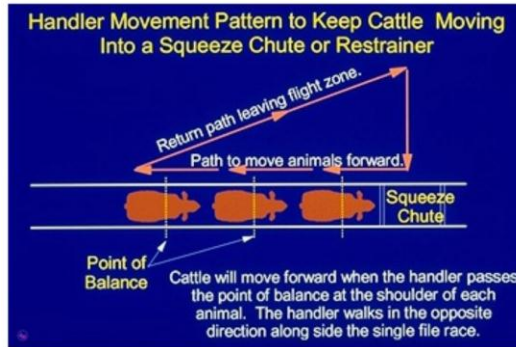 Handler Movement Pattern to Keep Cattle Moving
Into a Squeeze Chute or Restrainer
Return path leaving flight zone.
Path to move animals forward.
Squeeze
Chute
Point of
Balance
Cattle will move forward when the handler passes
the point of balance at the shoulder of each
animal. The handler walks in the opposite
direction along side the single file race.